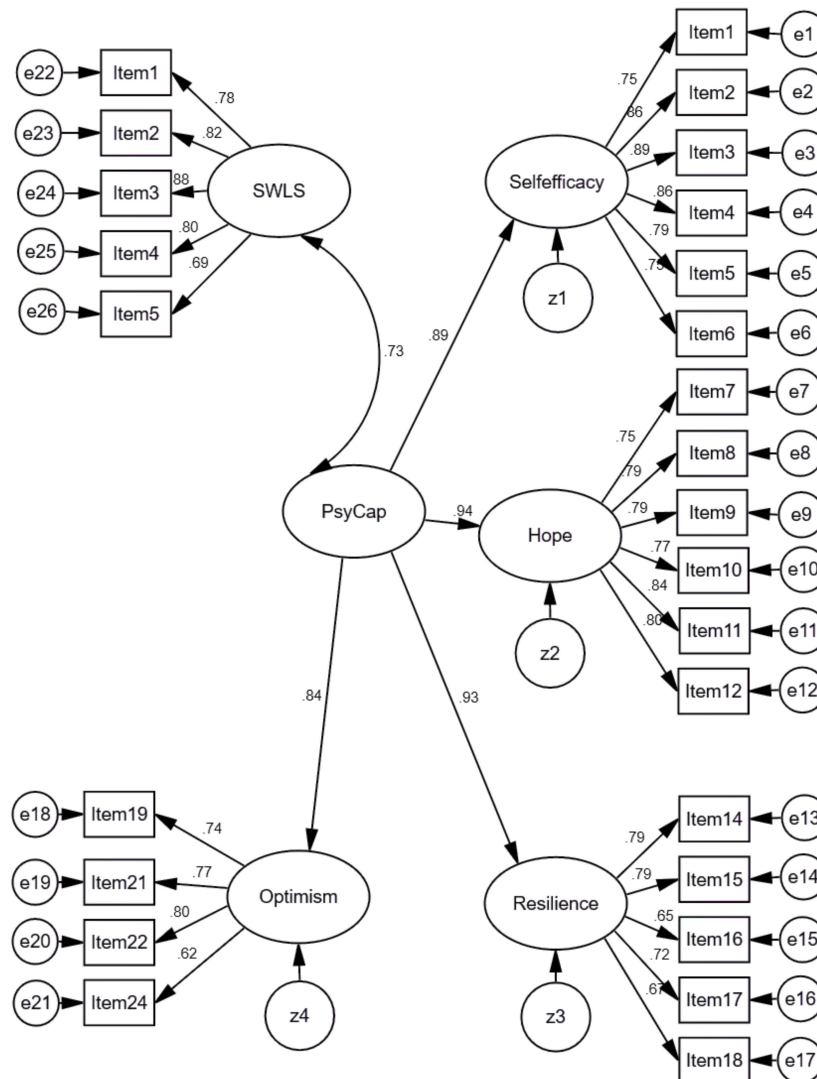 e22
Item1
.78
e23
Item2
.82
e24
Item3
.88
e25
Item4
.80
e26
Item5
.69
SWLS
.73
Selfefficacy
z1
.75
Item1
e1
.86
Item2
e2
.89
Item3
e3
.86
Item4
e4
.79
Item5
e5
Item6
e6
.89
PsyCap
.94
Hope
z2
.75
Item7
e7
.79
Item8
e8
.79
Item9
e9
.77
Item10
e10
.84
Item11
e11
.80
Item12
e12
.84
.93
e18
Item19
.74
e19
Item21
.77
e20
Item22
.80
e21
Item24
.62
Optimism
z4
Resilience
z3
.79
Item14
e13
.79
Item15
e14
.65
Item16
e15
.72
Item17
e16
.67
Item18
e17